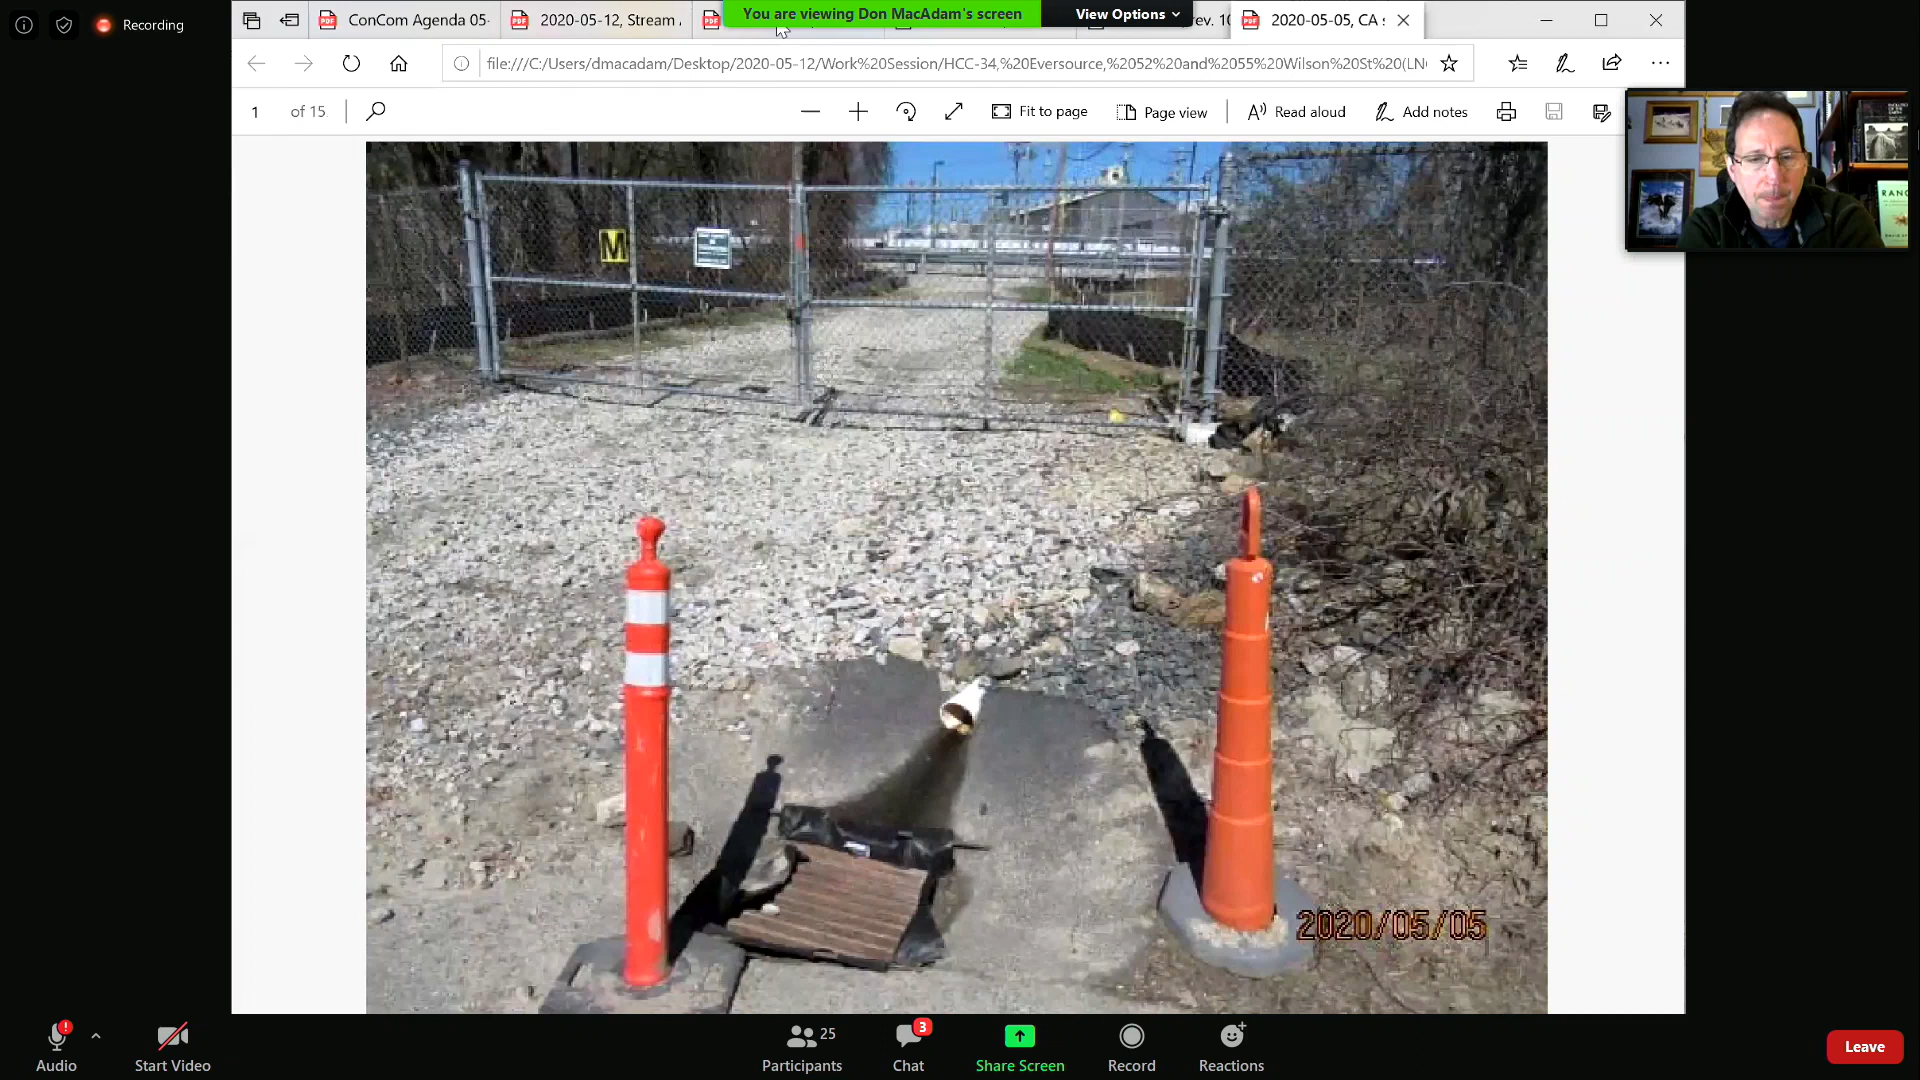 Recording
ConCom Agenda 05-
2020-05-12, Stream
You are viewing Don MacAdam's screen
View Options
rev. 10
2020-05-05, CA s
file:///C:/Users/dmacadam/Desktop/2020-05-12/Work%20Session/HCC-34,%20Eversource,%2052%20and%2055%20Wilson%20St%20(LN
1 of 15
Fit to page
Page view
Read aloud
Add notes
M
RAN
2020/05/05
Audio
Start Video
25
Participants
3
Chat
Share Screen
Record
Reactions
Leave